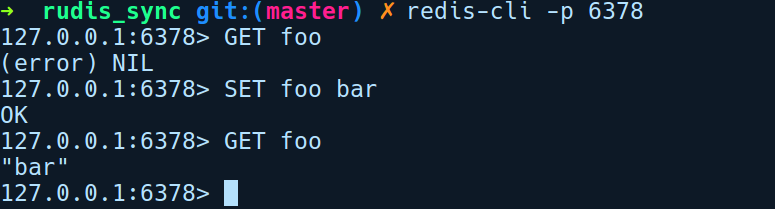 ➜  rudis_sync git:(master) ✗ redis-cli -p 6378
127.0.0.1:6378> GET foo
(error) NIL
127.0.0.1:6378> SET foo bar
OK
127.0.0.1:6378> GET foo
"bar"
127.0.0.1:6378>